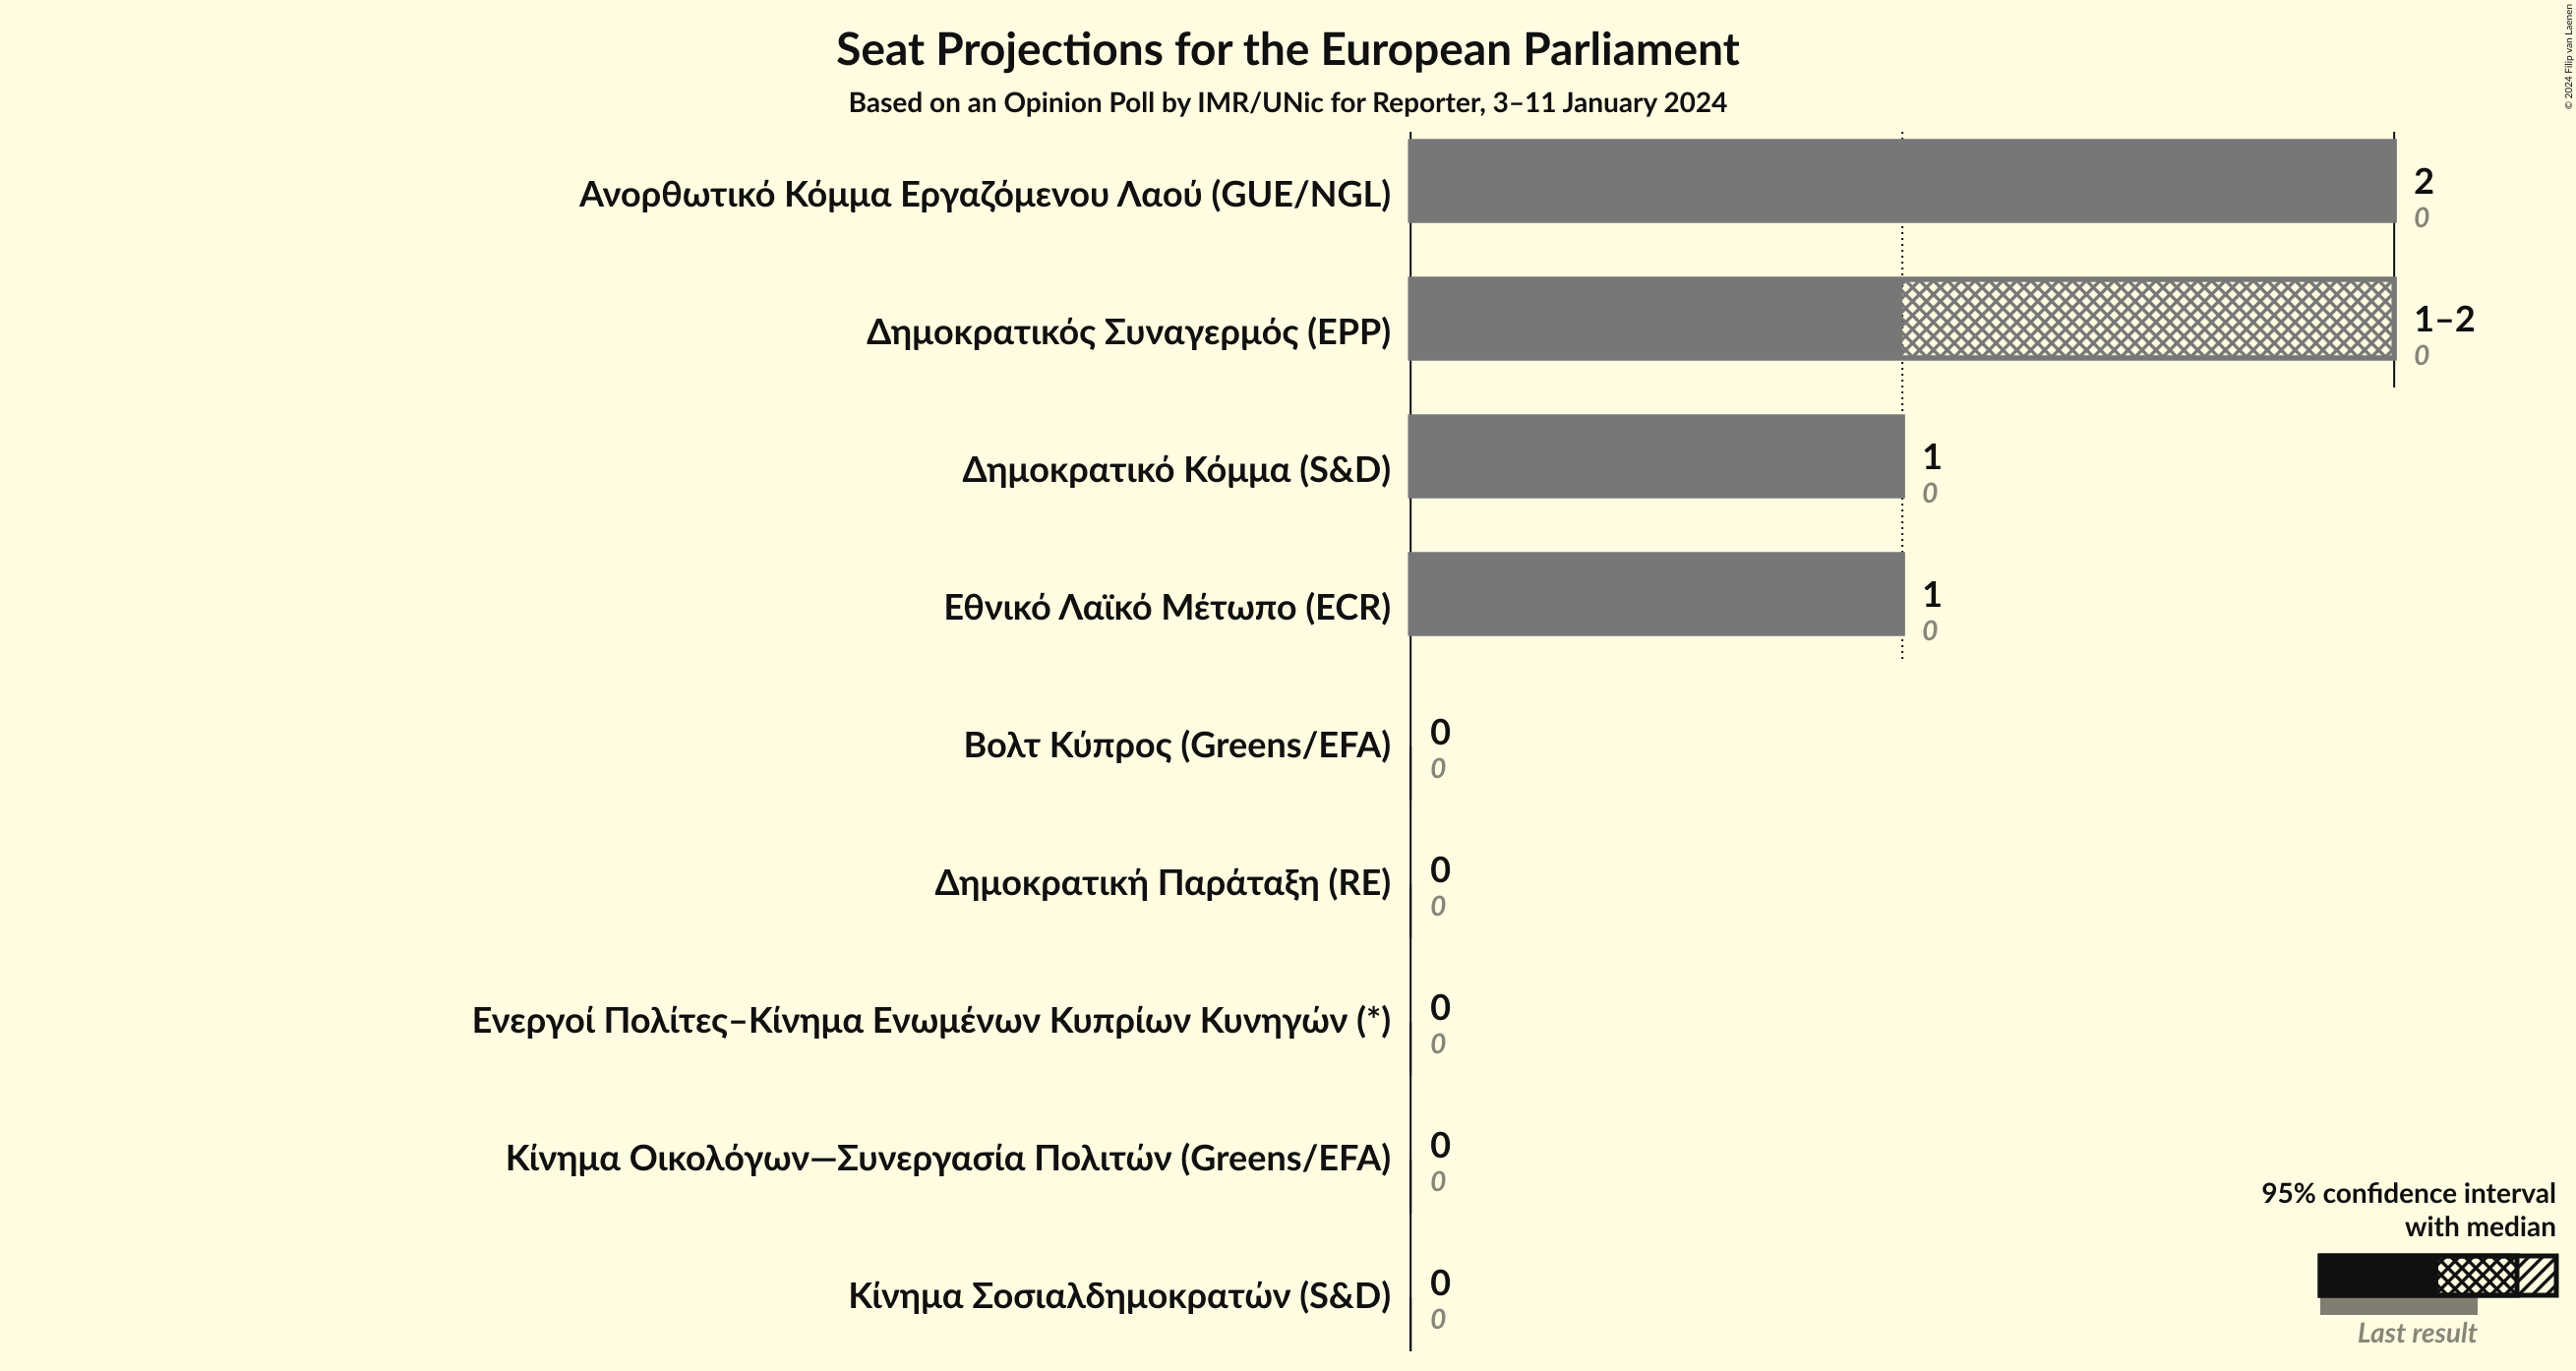 Seat Projections for the European Parliament
Based on an Opinion Poll by IMR/UNic for Reporter, 3–11 January 2024
© 2024 Filip van Laenen
Ανορθωτικό Κόμμα Εργαζόμενου Λαού (GUE/NGL)
2
0
Δημοκρατικός Συναγερμός (EPP)
1–2
0
Δημοκρατικό Κόμμα (S&D)
1
0
Εθνικό Λαϊκό Μέτωπο (ECR)
1
0
Βολτ Κύπρος (Greens/EFA)
0
0
Δημοκρατική Παράταξη (RE)
0
0
Ενεργοί Πολίτες–Κίνημα Ενωμένων Κυπρίων Κυνηγών (*)
0
0
Κίνημα Οικολόγων—Συνεργασία Πολιτών (Greens/EFA)
0
0
Κίνημα Σοσιαλδημοκρατών (S&D)
0
0
95% confidence interval
with median
Last result